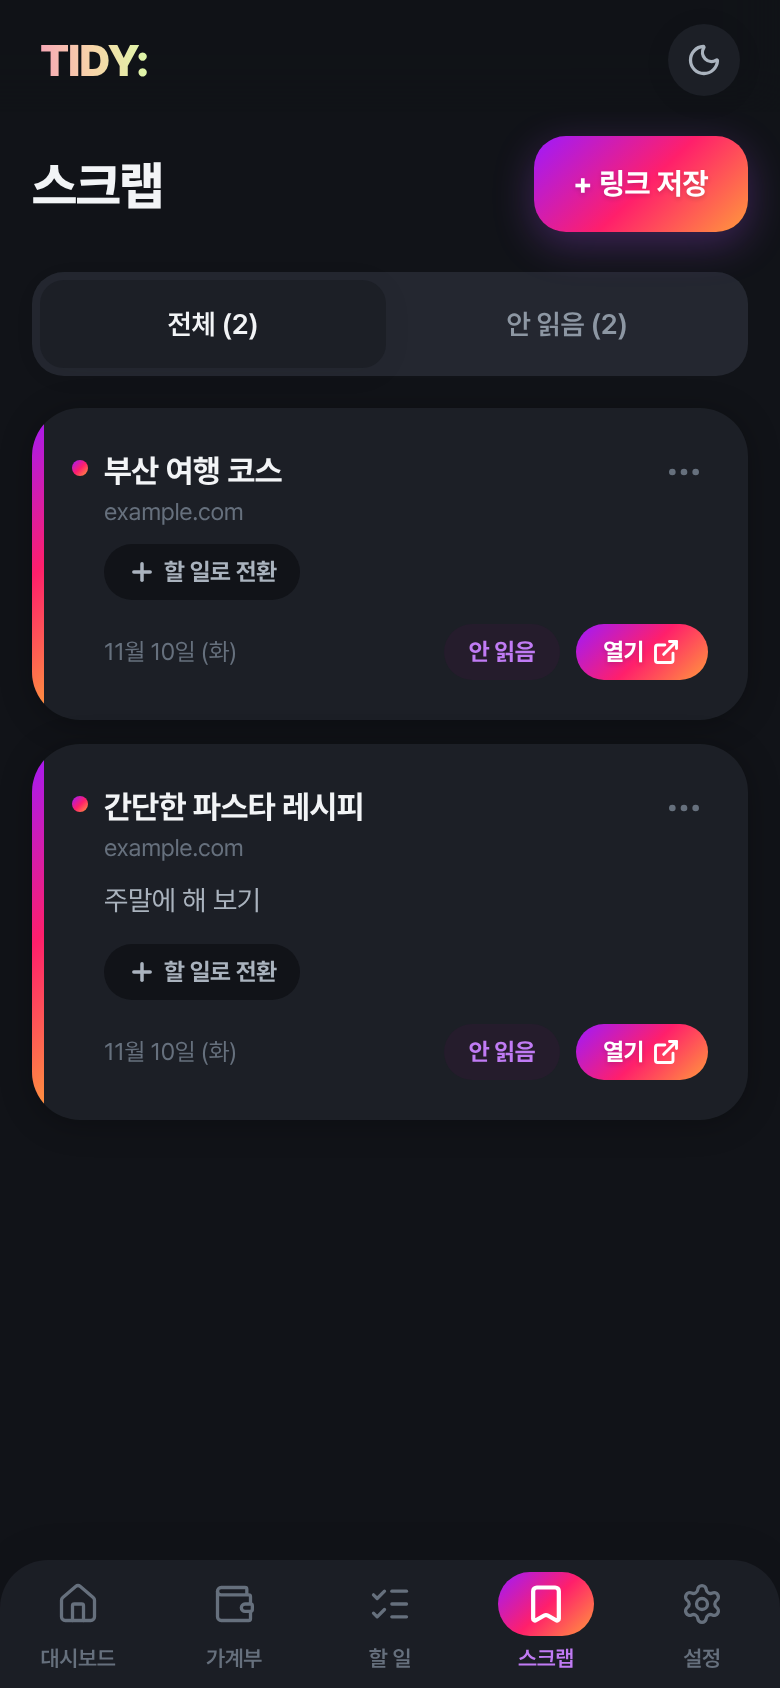 TIDY:
스크랩
+ 링크 저장
전체 (2)
안 읽음 (2)
부산 여행 코스
example.com
할 일로 전환
11월 10일 (화)
안 읽음
열기
간단한 파스타 레시피
example.com
주말에 해 보기
할 일로 전환
11월 10일 (화)
안 읽음
열기
대시보드
가계부
할 일
스크랩
설정